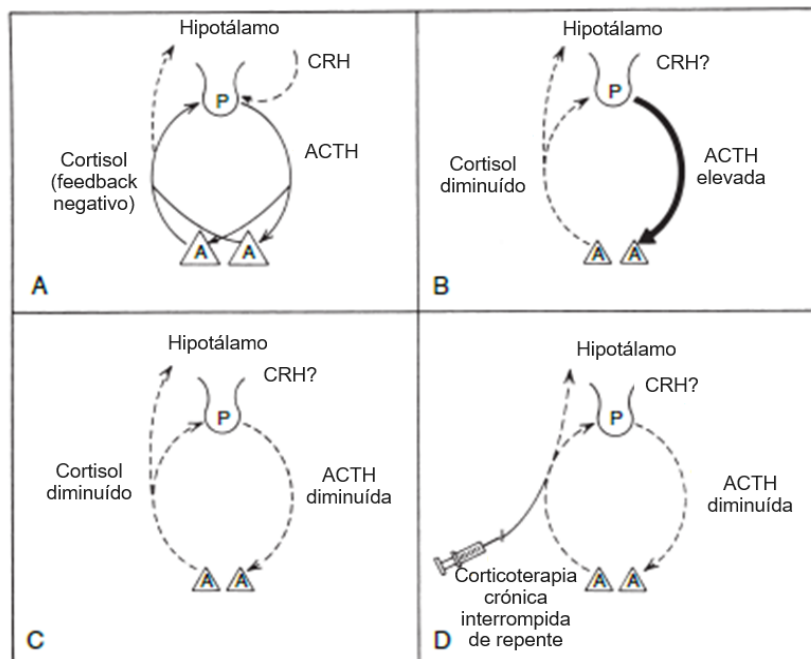 Hipotálamo
CRH
P
Cortisol
(feedback
negativo)
ACTH
A A
A
Hipotálamo
CRH?
P
Cortisol
diminuído
ACTH
elevada
A A
B
Hipotálamo
CRH?
P
Cortisol
diminuído
ACTH
diminuída
A A
C
Hipotálamo
CRH?
P
ACTH
diminuída
A A
Corticoterapia
crónica
interrompida
de repente
D